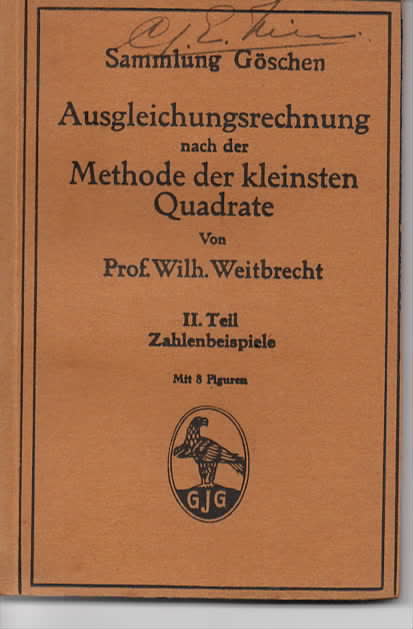 Sammlung Göschen
Ausgleichungsrechnung
nach der
Methode der kleinsten
Quadrate
Von
Prof. Wilh. Weitbrecht
II. Teil
Zahlenbeispiele
Mit 8 Figuren
GJG